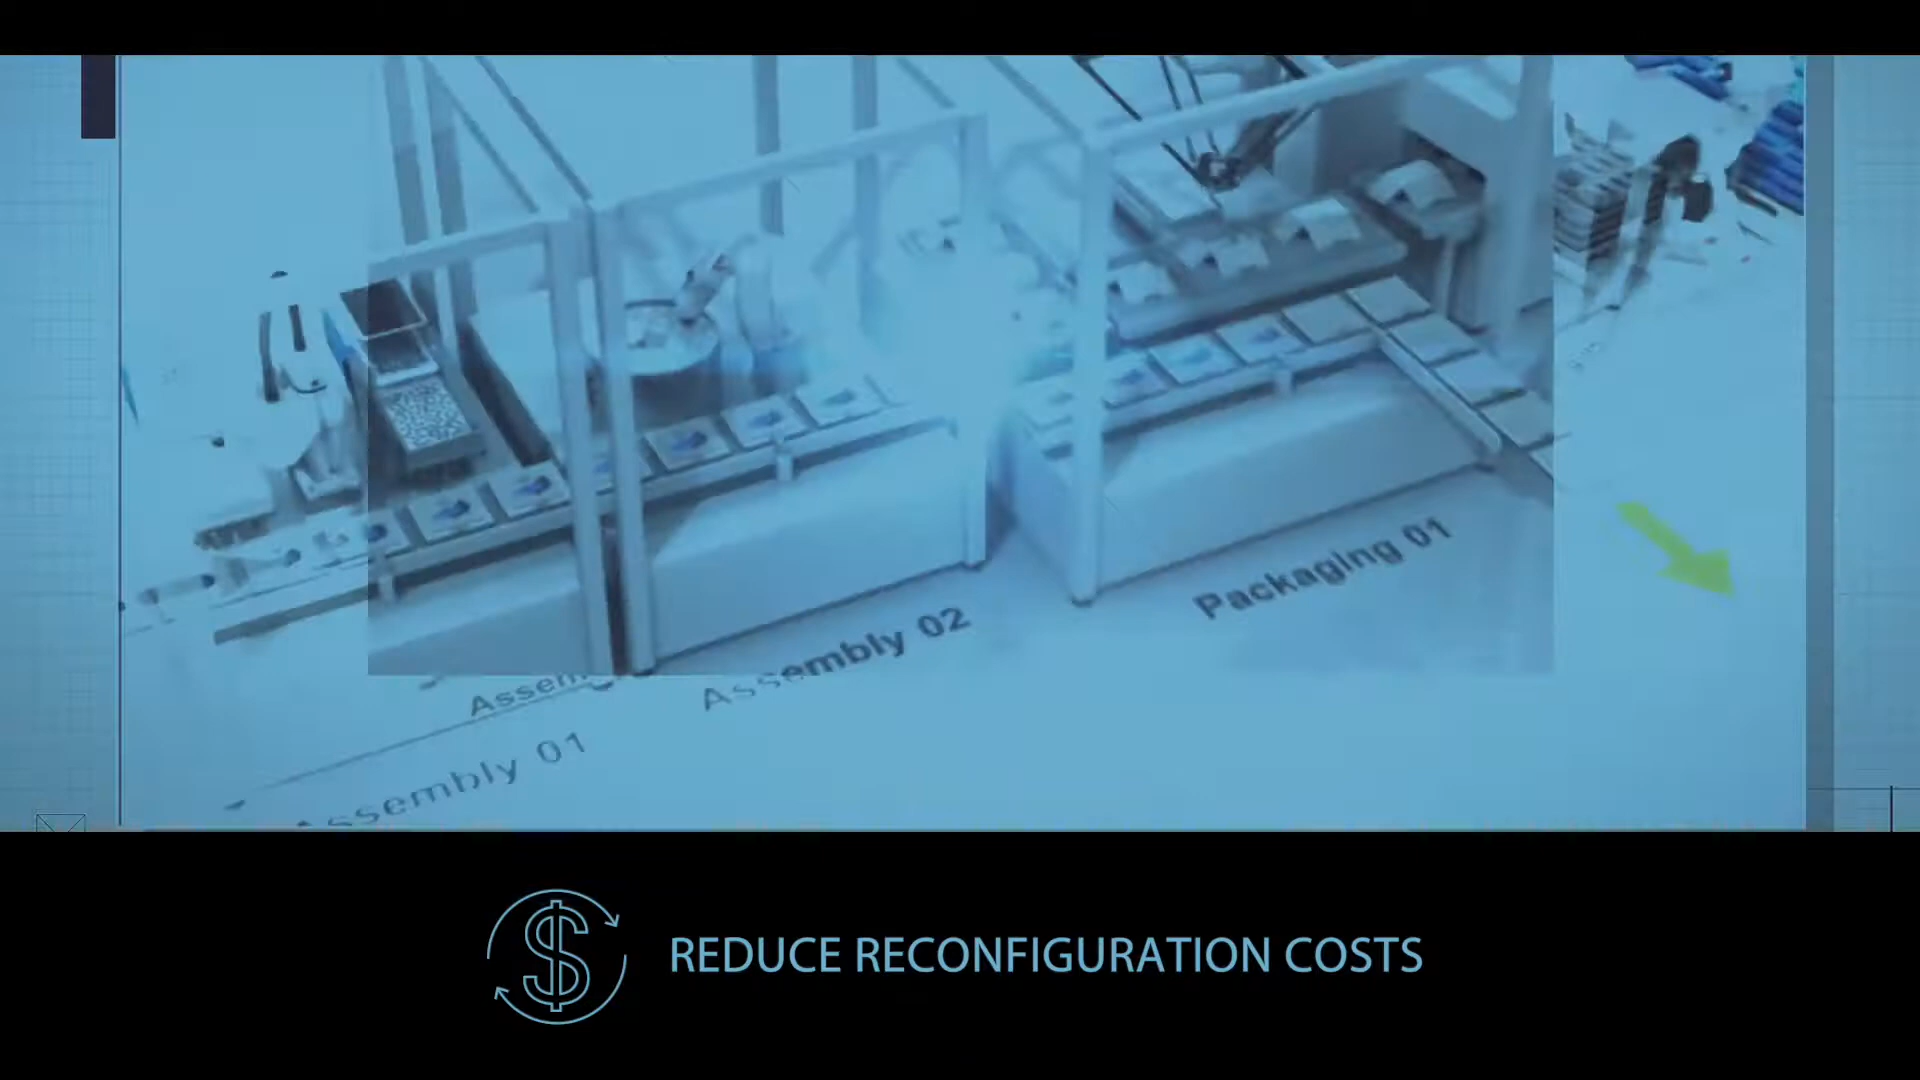 Packaging 01
Assembly 02
Assem
Assembly 01
$
REDUCE RECONFIGURATION COSTS